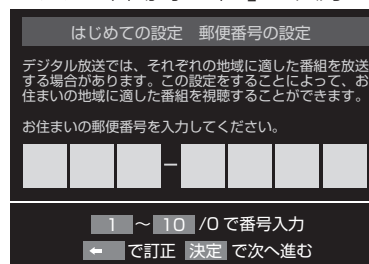 はじめての設定　郵便番号の設定
デジタル放送では、それぞれの地域に適した番組を放送
する場合があります。この設定をすることによって、お
住まいの地域に適した番組を視聴することができます。
お住まいの郵便番号を入力してください。
－
1 ～ 10 /0 で番号入力
← で訂正 決定 で次へ進む